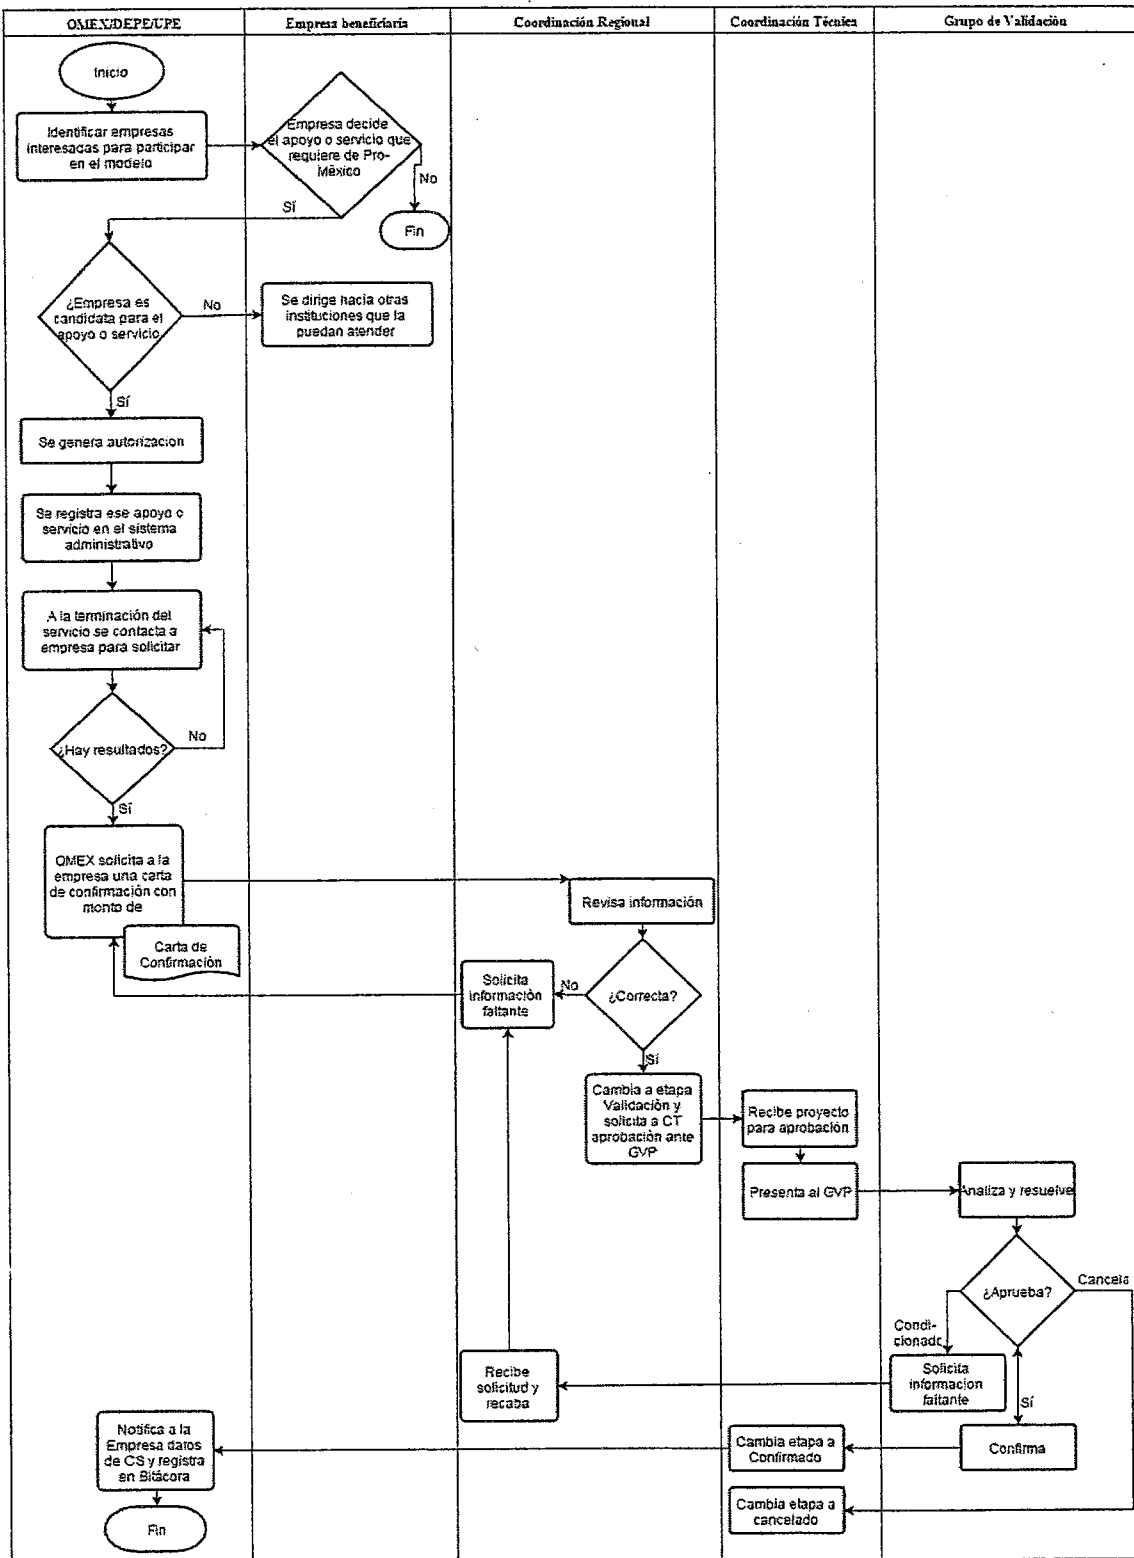 OMEX/DEPE/UPE
Empresa beneficiaria
Coordinación Regional
Coordinación Técnica
Grupo de Validación
Inicio
Identificar empresas
interesadas para participar
en el modelo
Empresa decide
el apoyo o servicio que
requiere de Pro-
México
No
Fin
Sí
¿Empresa es
candidata para el
apoyo o servicio
No
Se dirige hacia otras
instituciones que la
puedan atender
Sí
Se genera autorizacion
Se registra ese apoyo o
servicio en el sistema
administrativo
A la terminación del
servicio se contacta a
empresa para solicitar
¿Hay resultados?
No
Sí
OMEX solicita a la
empresa una carta
de confirmación con
monto de
Carta de
Confirmación
Revisa información
¿Correcta?
No
Solicita
información
faltante
Sí
Cambia a etapa
Validación y
solicita a CT
aprobación ante
GVP
Recibe proyecto
para aprobación
Presenta al GVP
Analiza y resuelve
¿Aprueba?
Cancela
Condi-
cionado
Solicita
informacion
faltante
Sí
Recibe
solicitud y
recaba
Confirma
Cambia etapa a
Confirmado
Notifica a la
Empresa datos
de CS y registra
en Bitácora
Cambia etapa a
cancelado
Fin